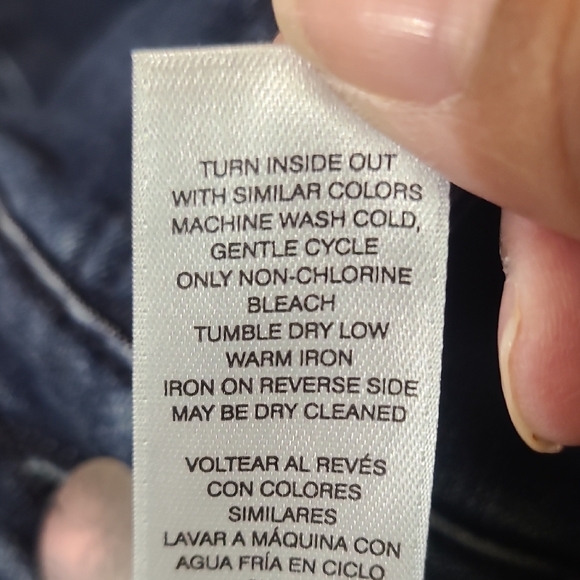 TURN INSIDE OUT
WITH SIMILAR COLORS
MACHINE WASH COLD,
GENTLE CYCLE
ONLY NON-CHLORINE
BLEACH
TUMBLE DRY LOW
WARM IRON
IRON ON REVERSE SIDE
MAY BE DRY CLEANED
VOLTEAR AL REVÉS
CON COLORES
SIMILARES
LAVAR A MÁQUINA CON
AGUA FRÍA EN CICLO